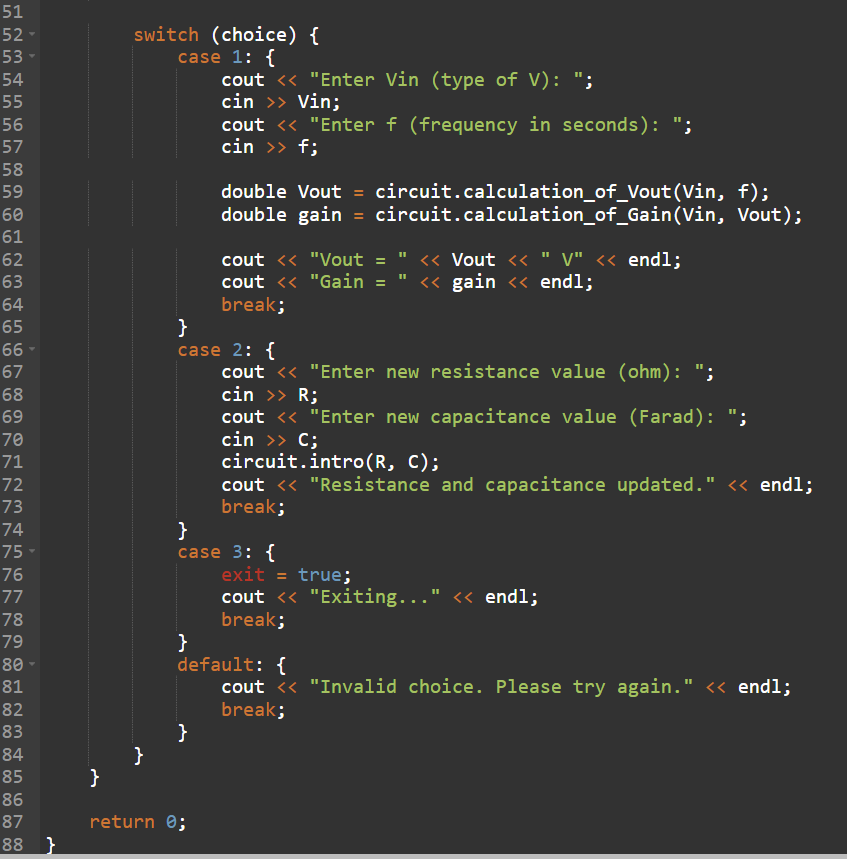 51
52 switch (choice) {
53 case 1: {
54 cout << "Enter Vin (type of V): ";
55 cin >> Vin;
56 cout << "Enter f (frequency in seconds): ";
57 cin >> f;
58
59 double Vout = circuit.calculation_of_Vout(Vin, f);
60 double gain = circuit.calculation_of_Gain(Vin, Vout);
61
62 cout << "Vout = " << Vout << " V" << endl;
63 cout << "Gain = " << gain << endl;
64 break;
65 }
66 case 2: {
67 cout << "Enter new resistance value (ohm): ";
68 cin >> R;
69 cout << "Enter new capacitance value (Farad): ";
70 cin >> C;
71 circuit.intro(R, C);
72 cout << "Resistance and capacitance updated." << endl;
73 break;
74 }
75 case 3: {
76 exit = true;
77 cout << "Exiting..." << endl;
78 break;
79 }
80 default: {
81 cout << "Invalid choice. Please try again." << endl;
82 break;
83 }
84 }
85 }
86
87 return 0;
88 }